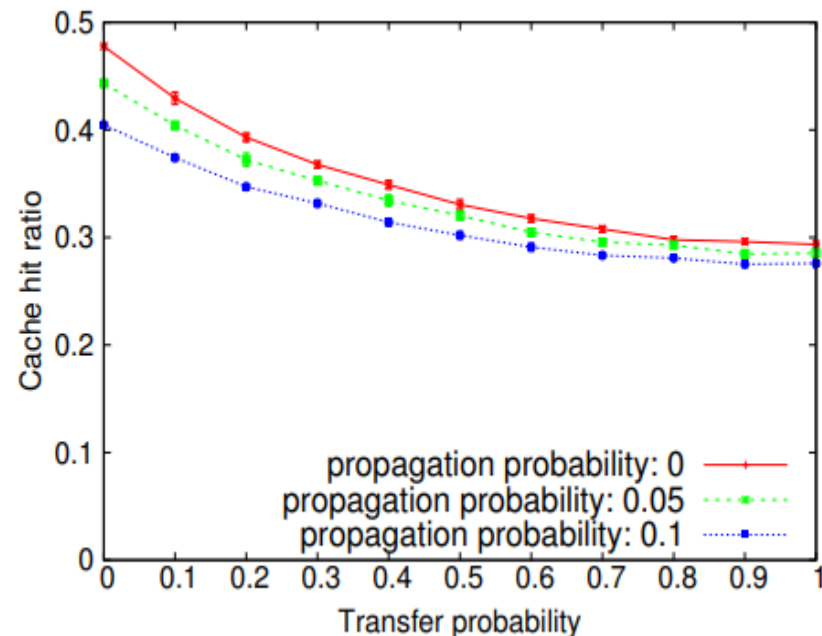 0.5
0.4
0.3
0.2
0.1
0
Cache hit ratio
propagation probability: 0
propagation probability: 0.05
propagation probability: 0.1
0 0.1 0.2 0.3 0.4 0.5 0.6 0.7 0.8 0.9 1
Transfer probability